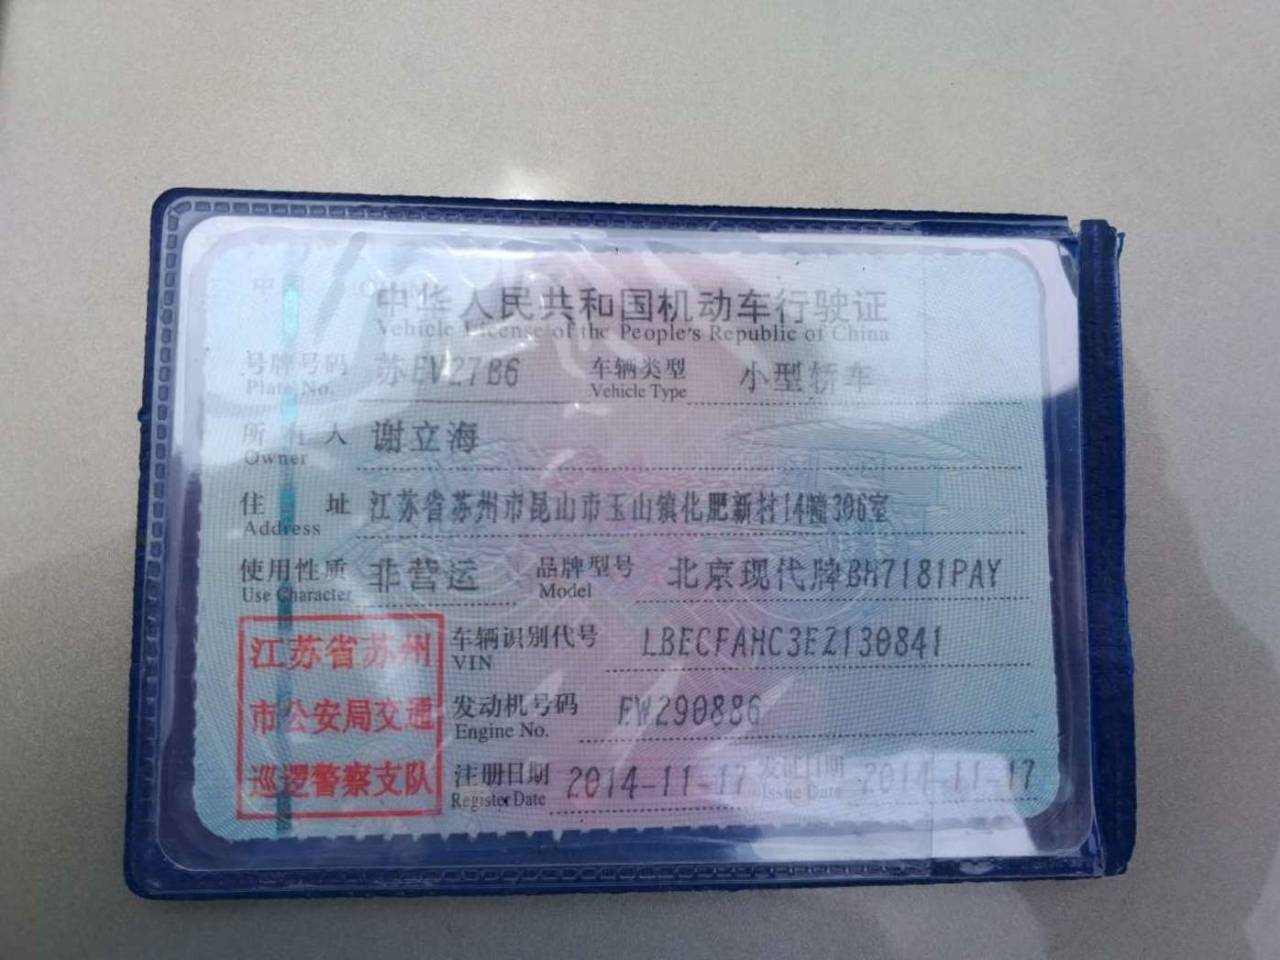 中华人民共和国机动车行驶证
Vehicle License of the People's Republic of China
号牌号码 苏EV27B6 车辆类型 小型轿车
Plate No. Vehicle Type
所有人 谢立海
Owner
住址 江苏省苏州市昆山市玉山镇化肥新村14幢306室
Address
使用性质 非营运 品牌型号 北京现代牌BH7181PAY
Use Character Model
江苏省苏州
市公安局交通
巡逻警察支队
车辆识别代号 LBECFAHC3EZ130841
VIN
发动机号码 EW290886
Engine No.
注册日期 2014-11-17 发证日期 2014-11-17
Register Date Issue Date